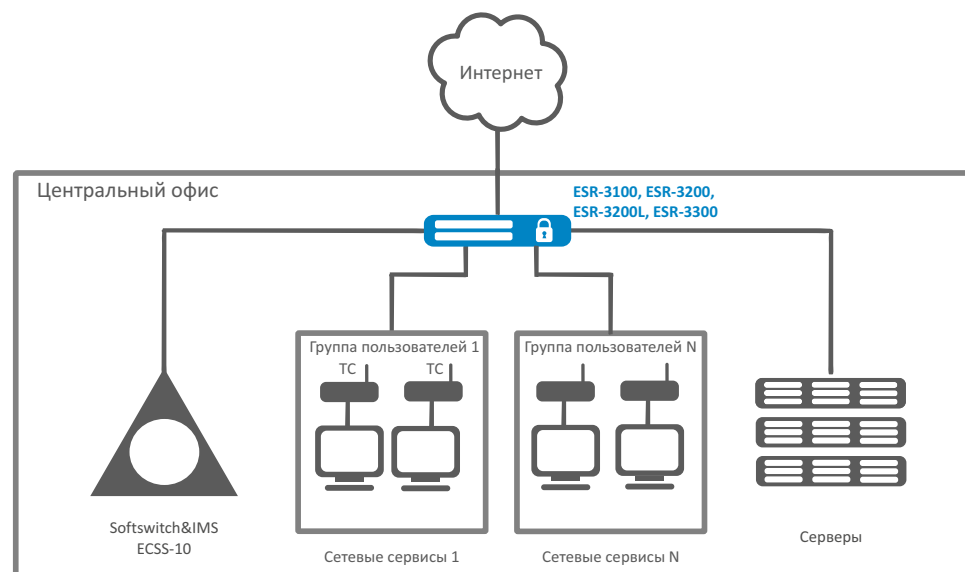 Интернет
Центральный офис
ESR-3100, ESR-3200,
ESR-3200L, ESR-3300
Группа пользователей 1
ТС
ТС
Группа пользователей N
Softswitch&IMS
ECSS-10
Сетевые сервисы 1
Сетевые сервисы N
Серверы